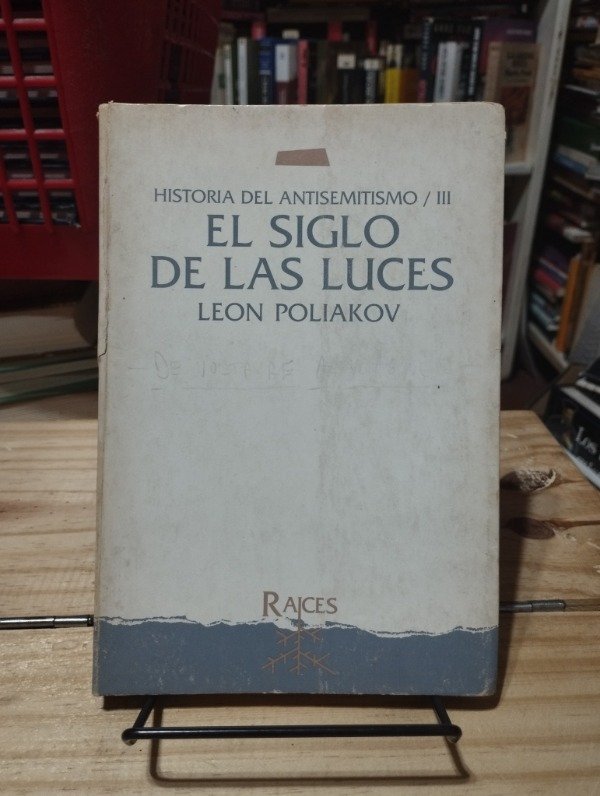 HISTORIA DEL ANTISEMITISMO / III
EL SIGLO
DE LAS LUCES
LEON POLIAKOV
RAICES